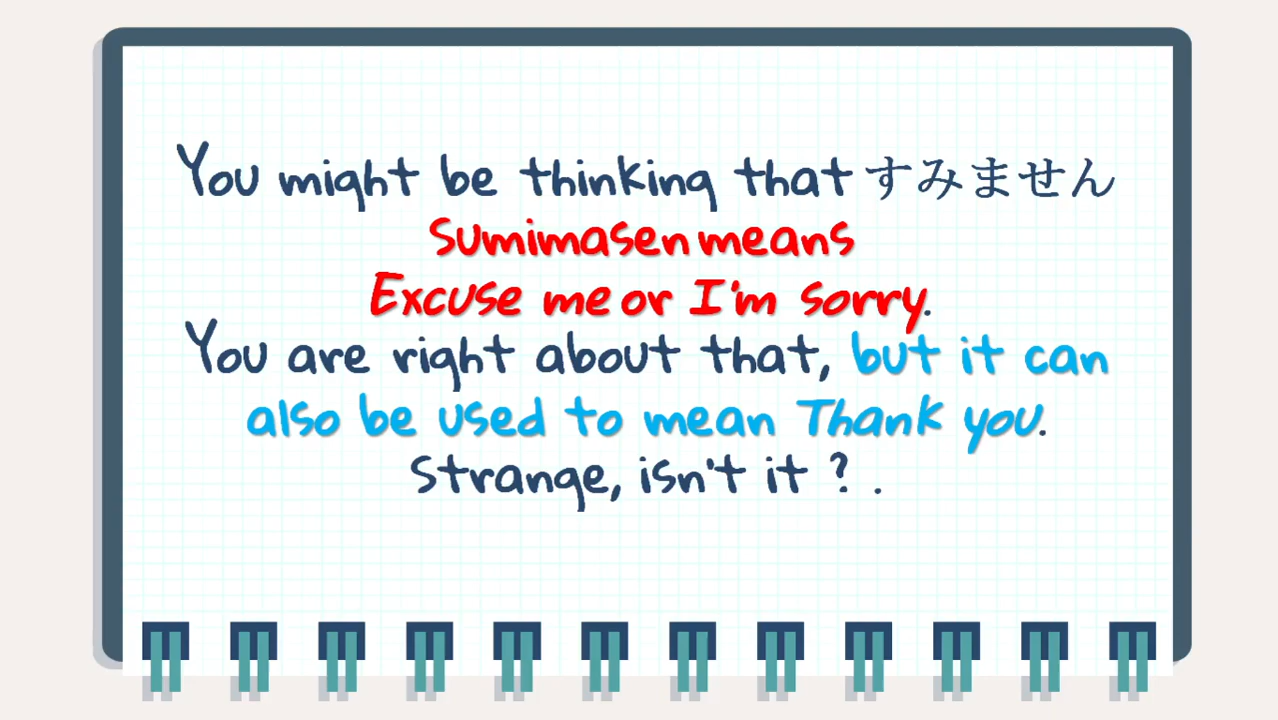 You might be thinking that すみません
Sumimasen means
Excuse me or I'm sorry.
You are right about that, but it can
also be used to mean Thank you.
Strange, isn't it ? .